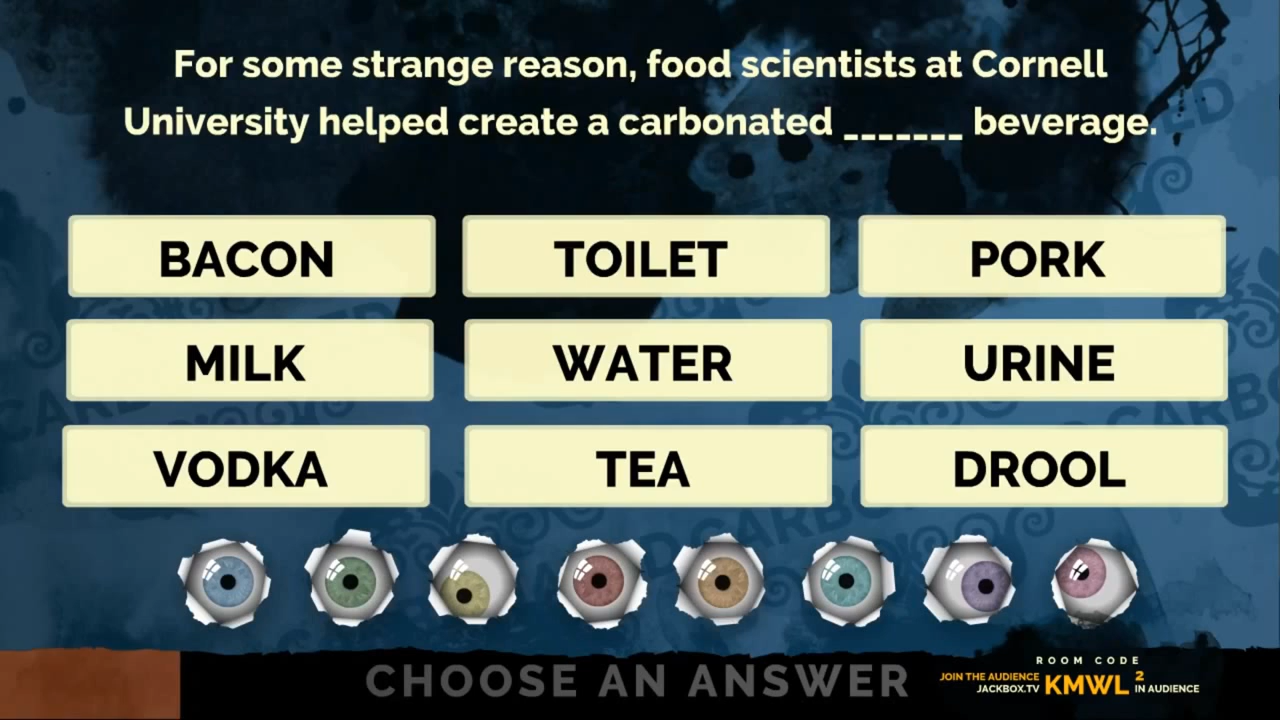 For some strange reason, food scientists at Cornell
University helped create a carbonated _______ beverage.
BACON
TOILET
PORK
MILK
WATER
URINE
VODKA
TEA
DROOL
CHOOSE AN ANSWER
ROOM CODE
JOIN THE AUDIENCE
JACKBOX.TV
KMWL
2
IN AUDIENCE